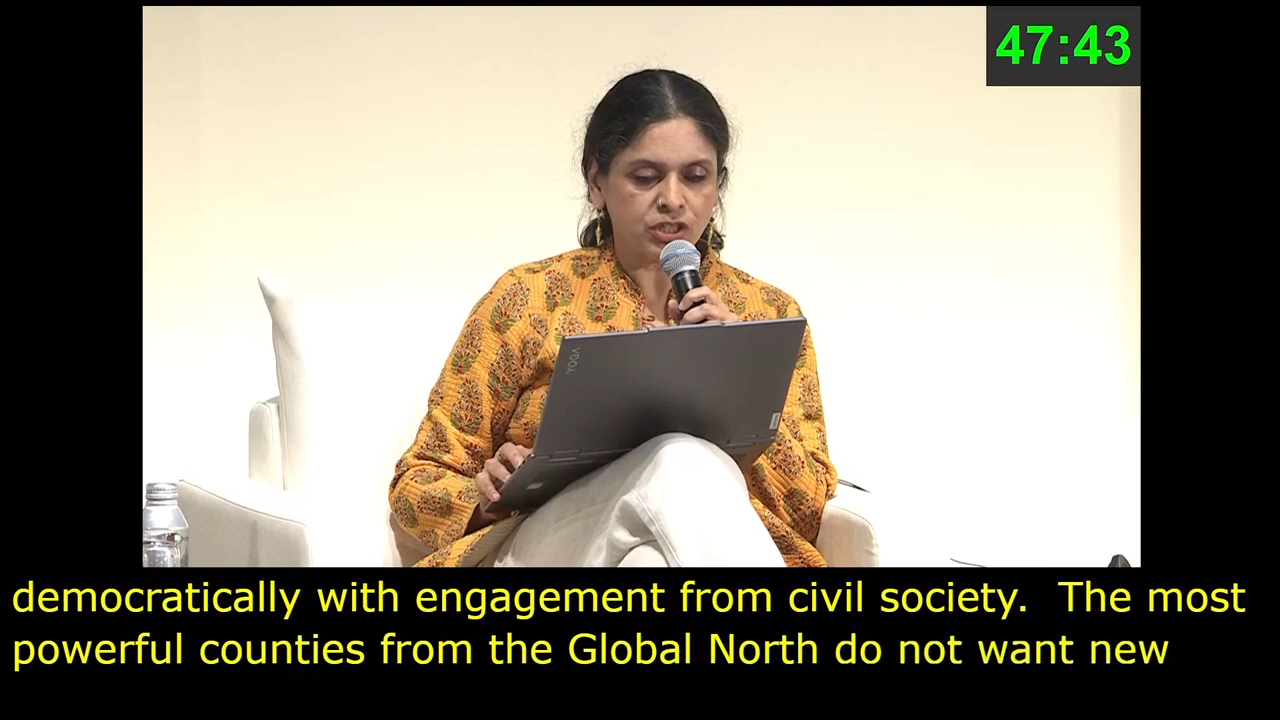 47:43
YOGA
democratically with engagement from civil society.  The most
powerful counties from the Global North do not want new